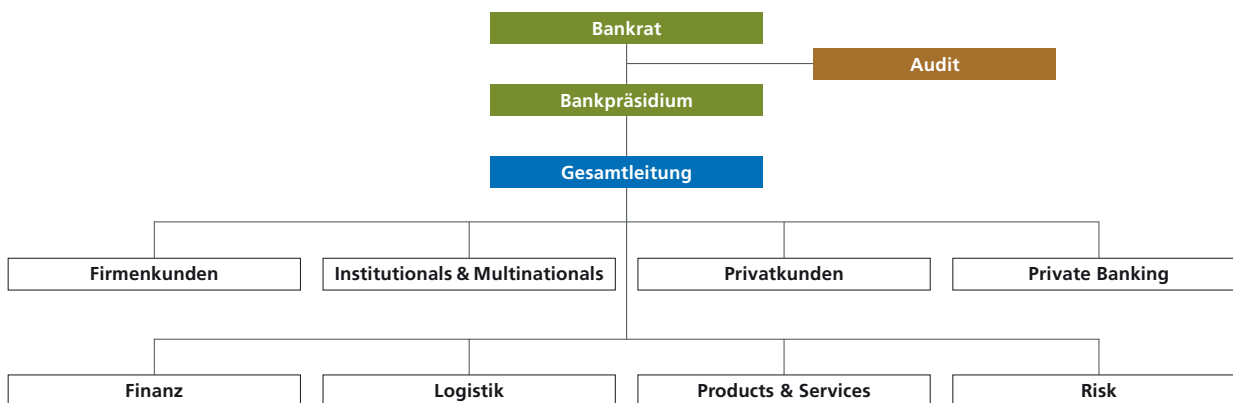 Bankrat
Audit
Bankpräsidium
Gesamtleitung
Firmenkunden
Institutionals & Multinationals
Privatkunden
Private Banking
Finanz
Logistik
Products & Services
Risk